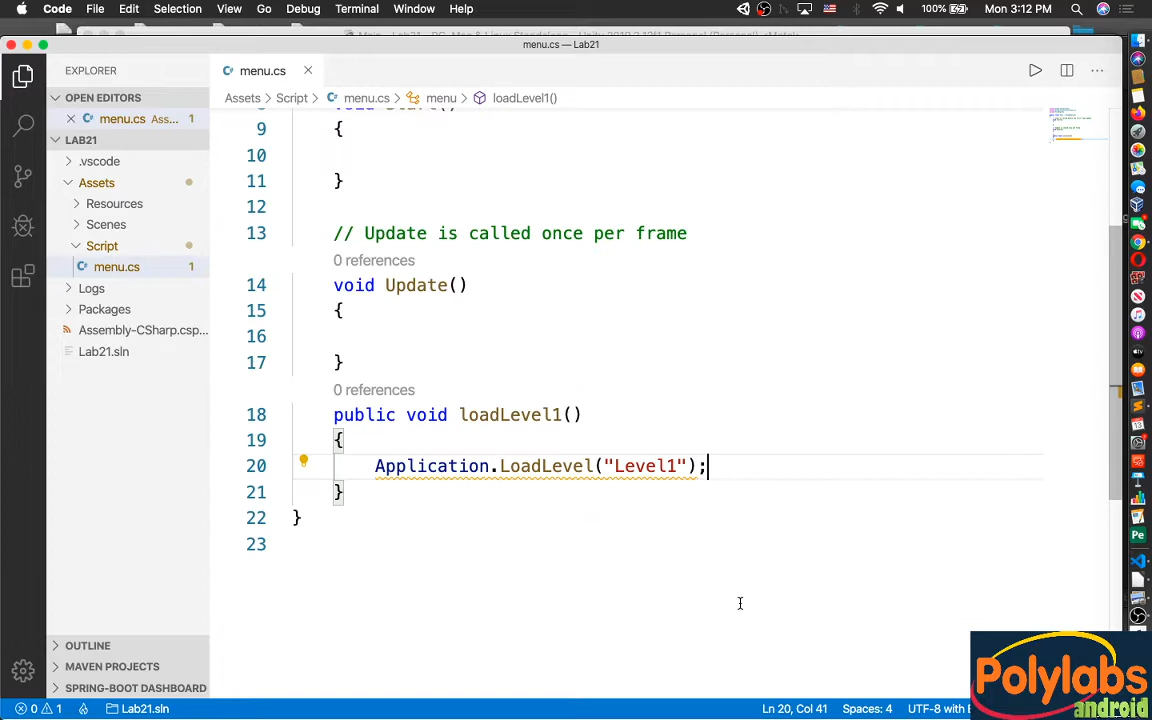 Code File Edit Selection View Go Debug Terminal Window Help 100% Mon 3:12 PM
menu.cs — Lab21
EXPLORER
menu.cs
OPEN EDITORS
Assets > Script > menu.cs > menu > loadLevel1()
menu.cs Ass... 1
LAB21
.vscode
Assets
Resources
Scenes
Script
menu.cs 1
Logs
Packages
Assembly-CSharp.csp...
Lab21.sln
9 {
10
11 }
12
13 // Update is called once per frame
0 references
14 void Update()
15 {
16
17 }
0 references
18 public void loadLevel1()
19 {
20 Application.LoadLevel("Level1");
21 }
22 }
23
OUTLINE
MAVEN PROJECTS
SPRING-BOOT DASHBOARD
0 1 Lab21.sln Ln 20, Col 41 Spaces: 4 UTF-8 with
Polylabs
android